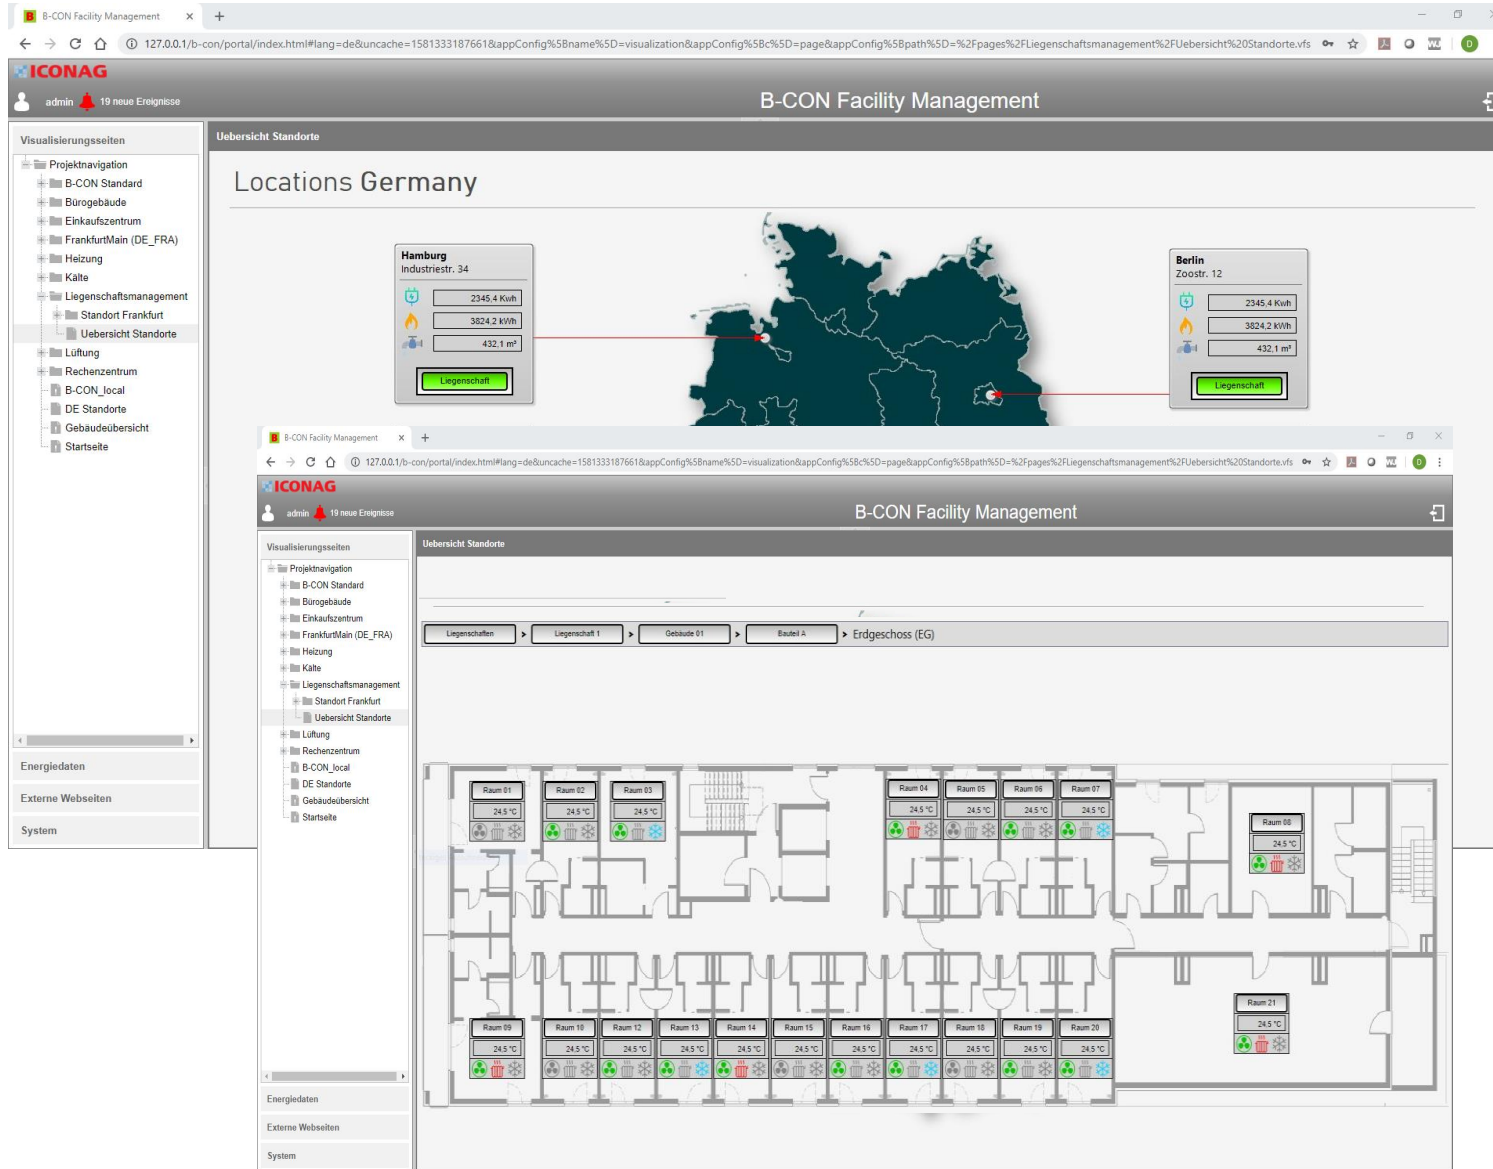 B-CON Facility Management
127.0.0.1/b-con/portal/index.html#lang=de&uncache=1581333187661&appConfig%5Bname%5D=visualization&appConfig%5Bc%5D=page&appConfig%5Bpath%5D=%2Fpages%2FLiegenschaftsmanagement%2FUebersicht%20Standorte.vfs
D
ICONAG
admin 19 neue Ereignisse
B-CON Facility Management
Visualisierungsseiten
Projektnavigation
B-CON Standard
Bürogebäude
Einkaufszentrum
FrankfurtMain (DE_FRA)
Heizung
Kälte
Liegenschaftsmanagement
Standort Frankfurt
Uebersicht Standorte
Lüftung
Rechenzentrum
B-CON_local
DE Standorte
Gebäudeübersicht
Startseite
Energiedaten
Externe Webseiten
System
Uebersicht Standorte
Locations Germany
Hamburg
Industriestr. 34
2345,4 Kwh
3824,2 kWh
432,1 m³
Liegenschaft
Berlin
Zoostr. 12
2345,4 Kwh
3824,2 kWh
432,1 m³
Liegenschaft
B-CON Facility Management
127.0.0.1/b-con/portal/index.html#lang=de&uncache=1581333187661&appConfig%5Bname%5D=visualization&appConfig%5Bc%5D=page&appConfig%5Bpath%5D=%2Fpages%2FLiegenschaftsmanagement%2FUebersicht%20Standorte.vfs
D
ICONAG
admin 19 neue Ereignisse
B-CON Facility Management
Visualisierungsseiten
Projektnavigation
B-CON Standard
Bürogebäude
Einkaufszentrum
FrankfurtMain (DE_FRA)
Heizung
Kälte
Liegenschaftsmanagement
Standort Frankfurt
Uebersicht Standorte
Lüftung
Rechenzentrum
B-CON_local
DE Standorte
Gebäudeübersicht
Startseite
Energiedaten
Externe Webseiten
System
Uebersicht Standorte
Liegenschaften > Liegenschaft 1 > Gebäude 01 > Bauteil A > Erdgeschoss (EG)
Raum 01 Raum 02 Raum 03 Raum 04 Raum 05 Raum 06 Raum 07
24,5 °C 24,5 °C 24,5 °C 24,5 °C 24,5 °C 24,5 °C 24,5 °C
Raum 08
24,5 °C
Raum 21
24,5 °C
Raum 09 Raum 10 Raum 12 Raum 13 Raum 14 Raum 15 Raum 16 Raum 17 Raum 18 Raum 19 Raum 20
24,5 °C 24,5 °C 24,5 °C 24,5 °C 24,5 °C 24,5 °C 24,5 °C 24,5 °C 24,5 °C 24,5 °C 24,5 °C